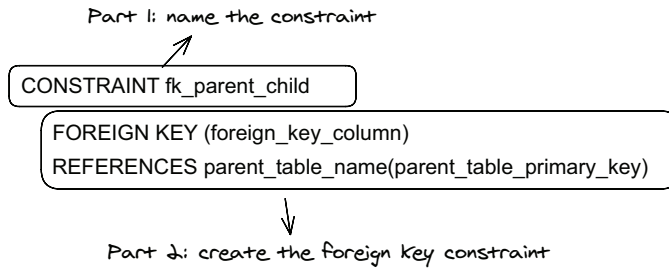 Part 1: name the constraint
CONSTRAINT fk_parent_child
FOREIGN KEY (foreign_key_column)
REFERENCES parent_table_name(parent_table_primary_key)
Part 2: create the foreign key constraint